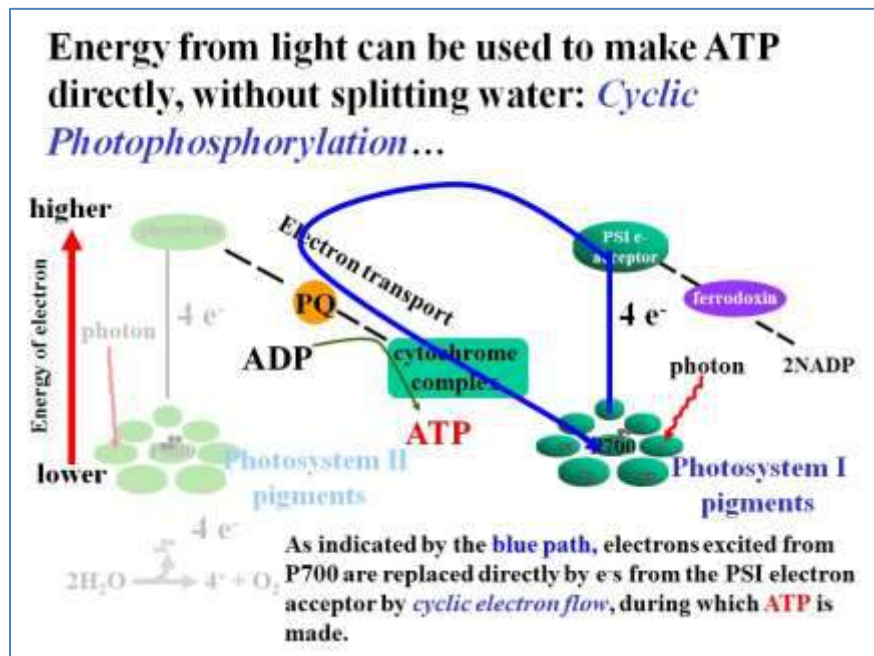 Energy from light can be used to make ATP
directly, without splitting water: Cyclic
Photophosphorylation…
higher
Energy of electron
lower
photon
4 e-
Electron transport
PQ
ADP
cytochrome
complex
ATP
PSI e-
acceptor
4 e-
ferrodoxin
photon
2NADP
P700
Photosystem II
pigments
Photosystem I
pigments
4 e-
2H₂O
4e- + O₂
As indicated by the blue path, electrons excited from
P700 are replaced directly by e-s from the PSI electron
acceptor by cyclic electron flow, during which ATP is
made.